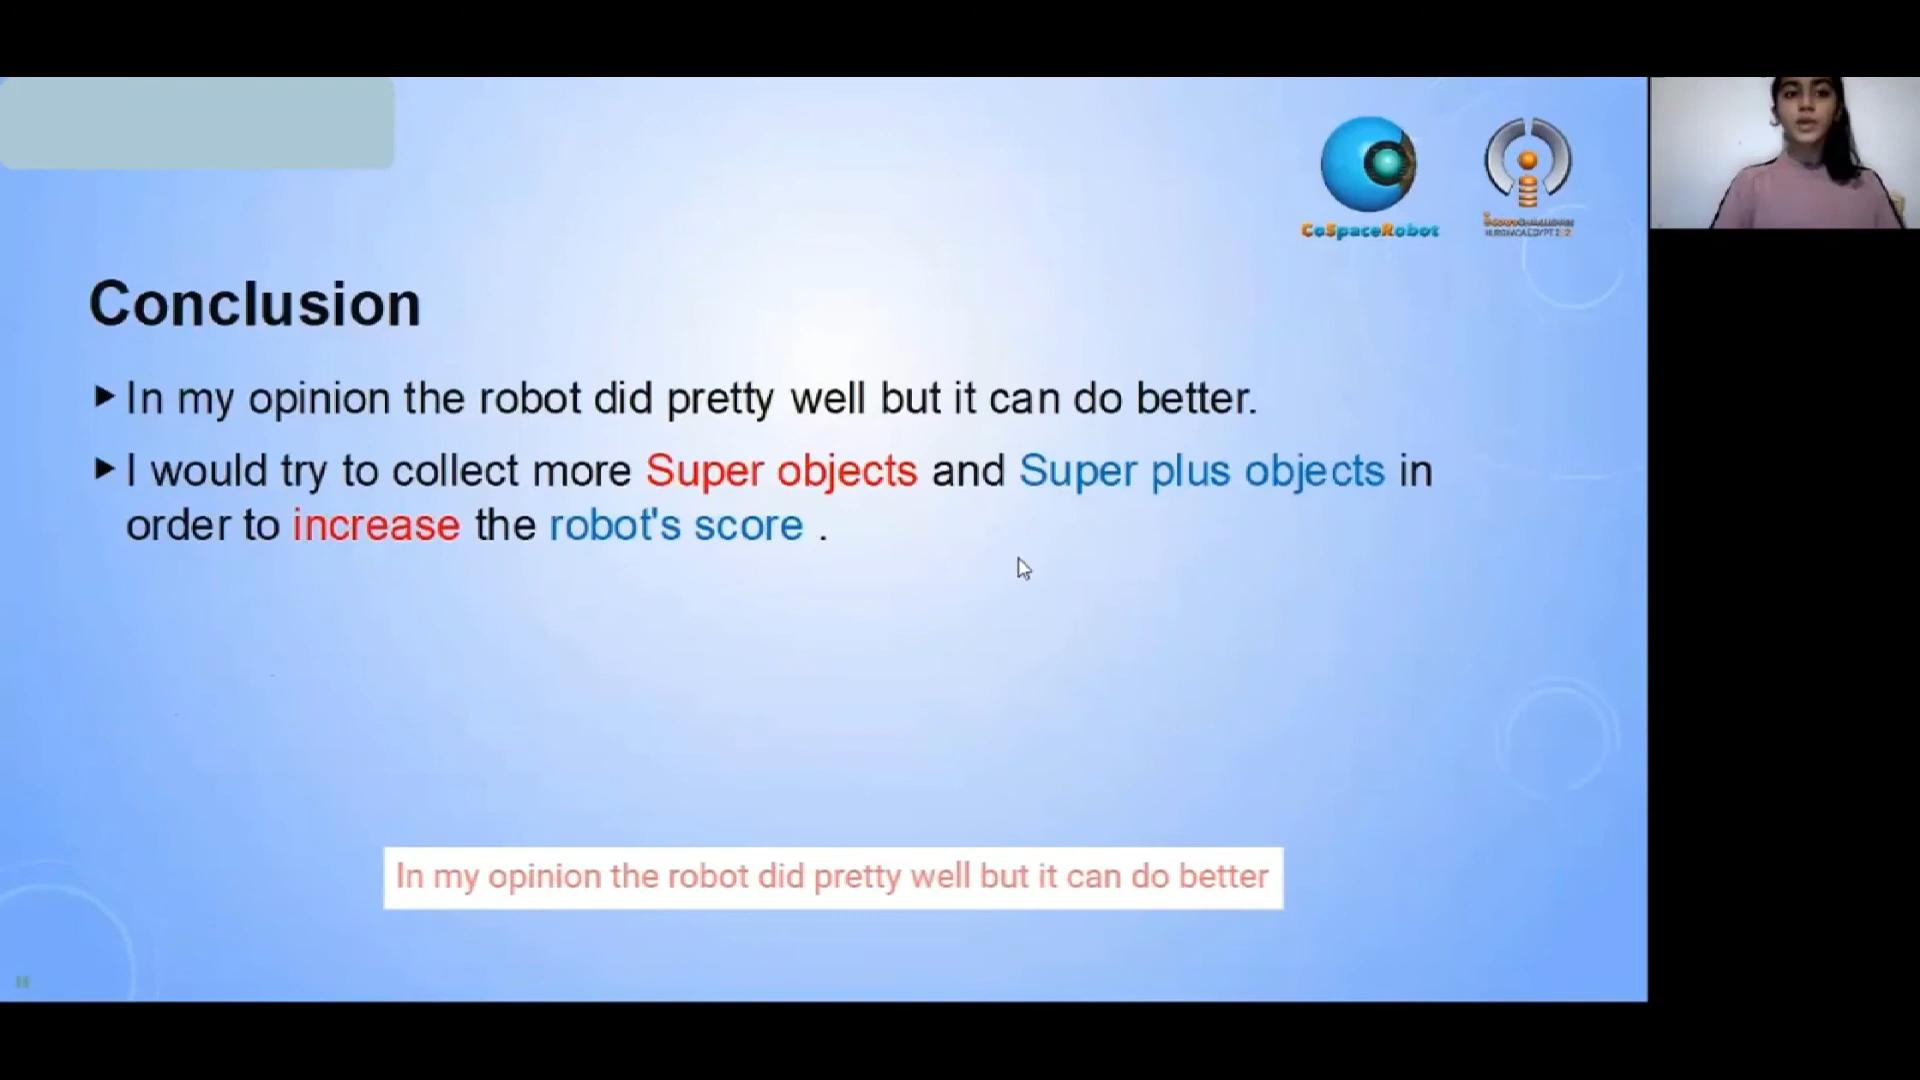 CoSpaceRobot
Conclusion
▶ In my opinion the robot did pretty well but it can do better.
▶ I would try to collect more Super objects and Super plus objects in
order to increase the robot's score .
In my opinion the robot did pretty well but it can do better